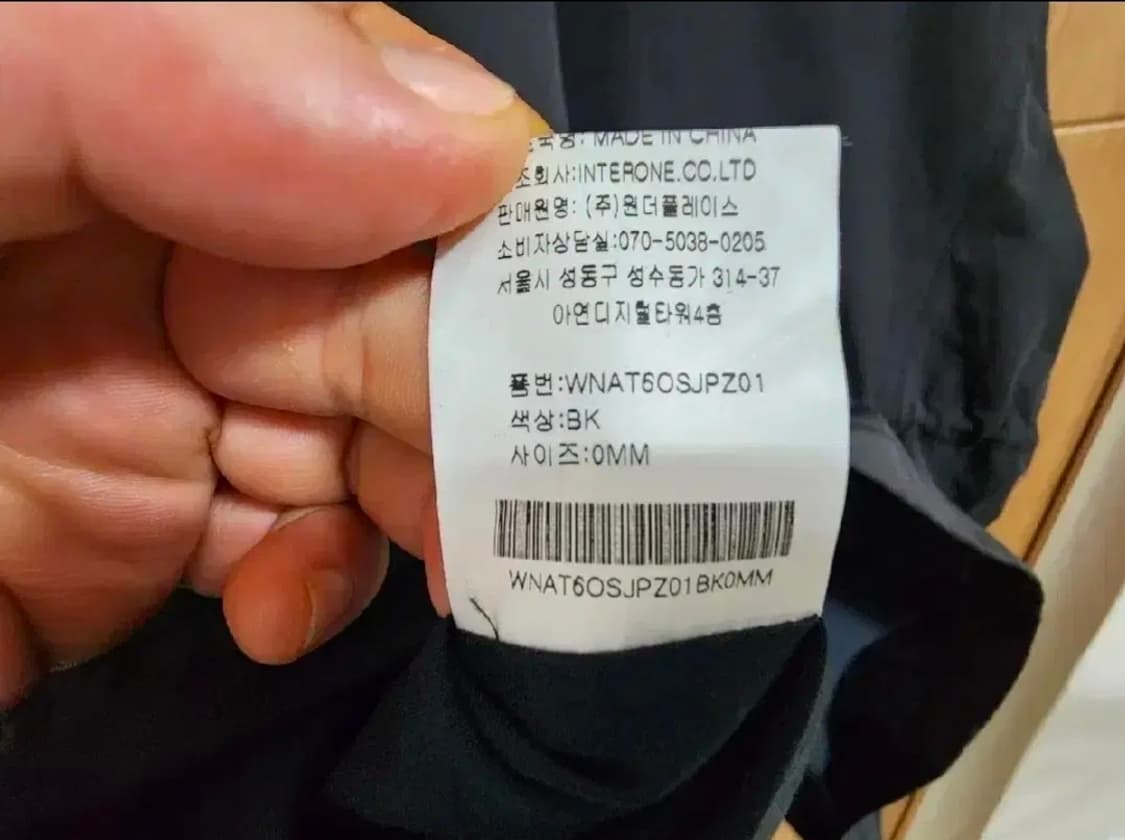 MADE IN CHINA
조회사:INTERONE.CO.LTD
판매원명: (주)원더플레이스
소비자상담실:070-5038-0205
서울시 성동구 성수동가 314-37
아연디지털타워4층
품번:WNAT6OSJPZ01
색상:BK
사이즈:0MM
WNAT6OSJPZ01BK0MM